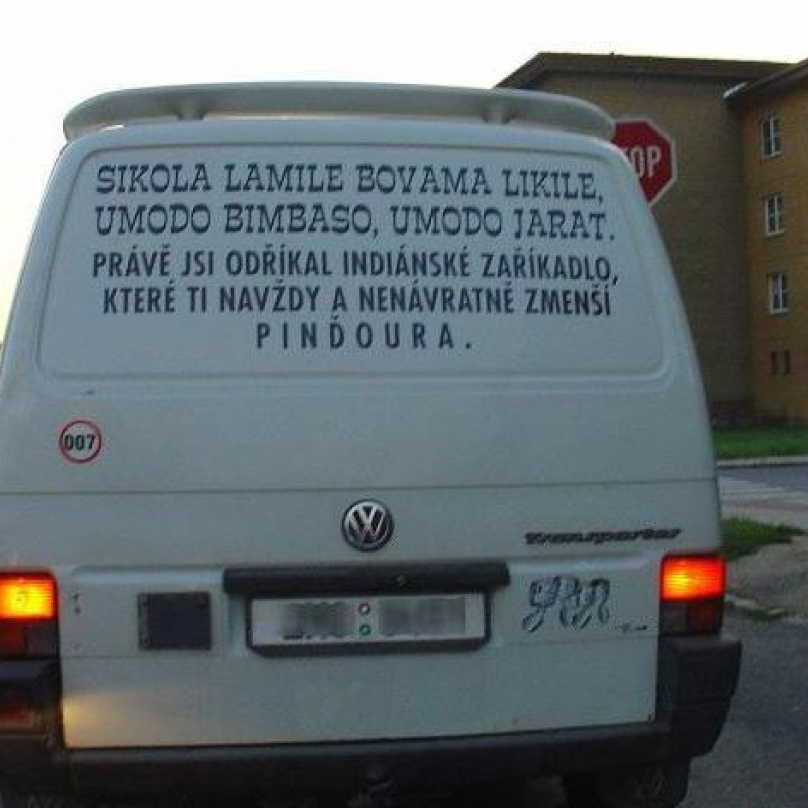 SIKOLA LAMILE BOVAMA LIKILE,
UMODO BIMBASO, UMODO JARAT.
PRÁVĚ JSI ODŘÍKAL INDIÁNSKÉ ZAŘÍKADLO,
KTERÉ TI NAVŽDY A NENÁVRATNĚ ZMENŠÍ
PINĎOURA.
OP
007
Transporter